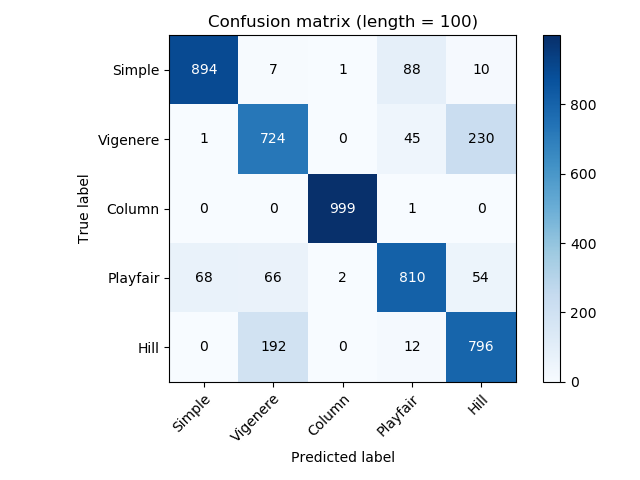 Confusion matrix (length = 100)
Simple 894 7 1 88 10
Vigenere 1 724 0 45 230
Column 0 0 999 1 0
Playfair 68 66 2 810 54
Hill 0 192 0 12 796
Simple Vigenere Column Playfair Hill
Predicted label
True label
800
600
400
200
0